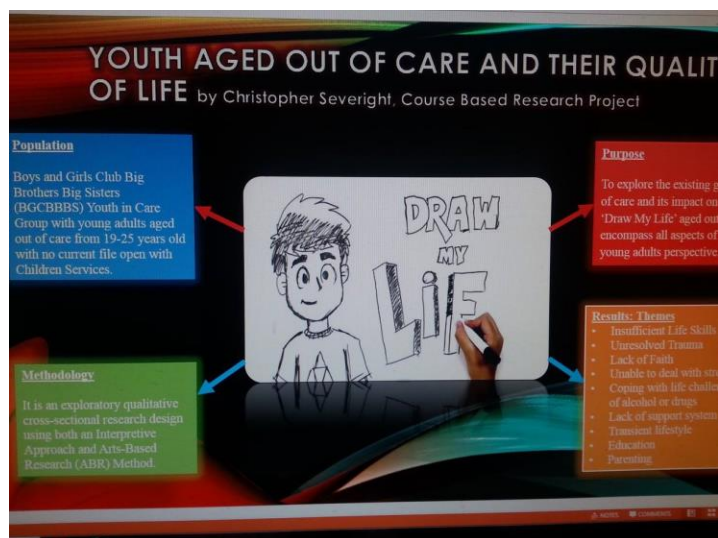 YOUTH AGED OUT OF CARE AND THEIR QUALIT
OF LIFE by Christopher Severight, Course Based Research Project
Population
Boys and Girls Club Big
Brothers Big Sisters
(BGCBBBS) Youth in Care
Group with young adults aged
out of care from 19-25 years old
with no current file open with
Children Services.
Methodology
It is an exploratory qualitative
cross-sectional research design
using both an Interpretive
Approach and Arts-Based
Research (ABR) Method.
DRAW
MY
LiFE
Purpose
To explore the existing g
of care and its impact on
'Draw My Life' aged out
encompass all aspects of
young adults perspective
Results: Themes
• Insufficient Life Skills
• Unresolved Trauma
• Lack of Faith
• Unable to deal with str
• Coping with life challe
of alcohol or drugs
• Lack of support system
• Transient lifestyle
• Education
• Parenting
NOTES COMMENTS